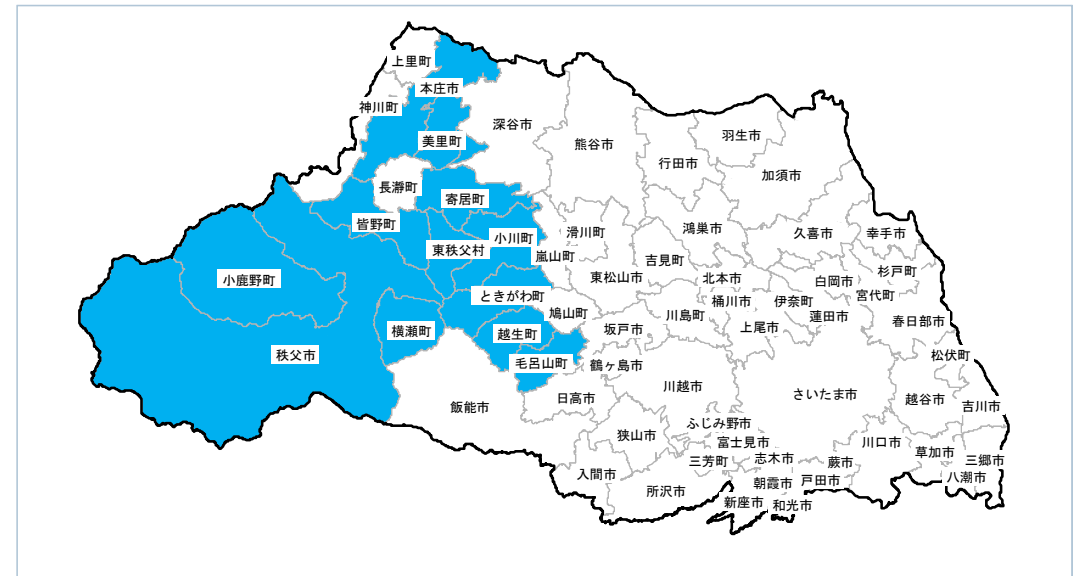 上里町
本庄市
神川町
深谷市
羽生市
美里町
熊谷市
行田市
加須市
長瀞町
寄居町
皆野町
小川町
滑川町
鴻巣市
久喜市
幸手市
東秩父村
嵐山町
吉見町
小鹿野町
東松山市
北本市
白岡市
杉戸町
ときがわ町
桶川市
伊奈町
宮代町
鳩山町
川島町
蓮田市
横瀬町
越生町
坂戸市
上尾市
春日部市
秩父市
毛呂山町
鶴ヶ島市
松伏町
川越市
さいたま市
日高市
越谷市
飯能市
吉川市
ふじみ野市
狭山市
富士見市
川口市
草加市
三芳町
志木市
蕨市
三郷市
入間市
朝霞市
戸田市
八潮市
所沢市
新座市
和光市